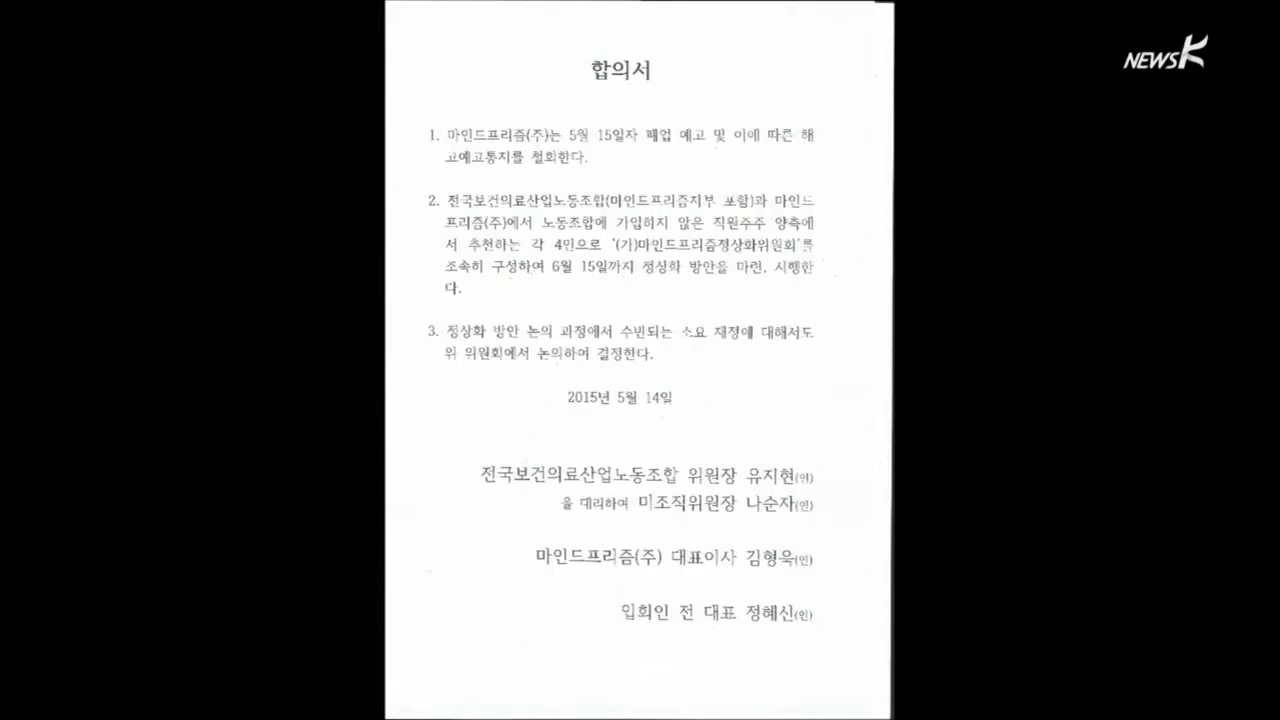 NEWS K
합의서
1. 마인드프리즘(주)는 5월 15일자 폐업 예고 및 이에 따른 해
고예고통지를 철회한다.
2. 전국보건의료산업노동조합(마인드프리즘지부 포함)과 마인드
프리즘(주)에서 노동조합에 가입하지 않은 직원주주 양측에
서 추천하는 각 4인으로 '(가)마인드프리즘정상화위원회'를
조속히 구성하여 6월 15일까지 정상화 방안을 마련, 시행한
다.
3. 정상화 방안 논의 과정에서 수반되는 소요 재정에 대해서도
위 위원회에서 논의하여 결정한다.
2015년 5월 14일
전국보건의료산업노동조합 위원장 유지현(인)
을 대리하여 미조직위원장 나순자(인)
마인드프리즘(주) 대표이사 김형욱(인)
입회인 전 대표 정혜신(인)